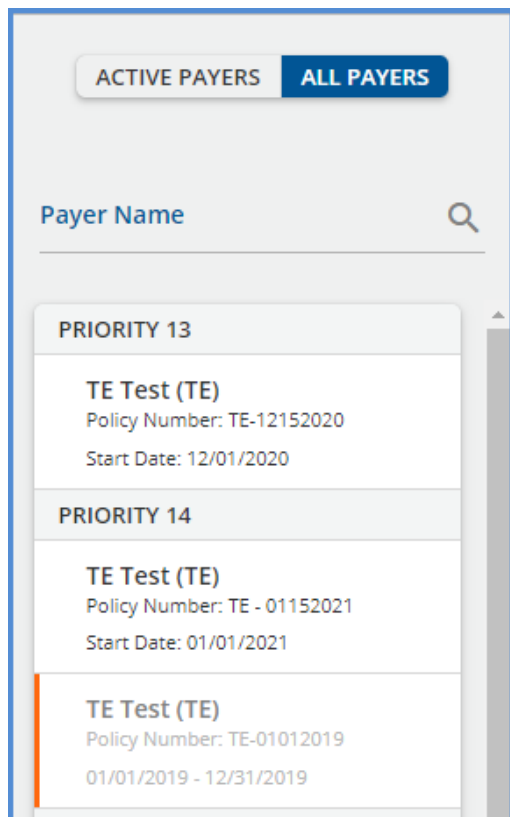 ACTIVE PAYERS ALL PAYERS
Payer Name
PRIORITY 13
TE Test (TE)
Policy Number: TE-12152020
Start Date: 12/01/2020
PRIORITY 14
TE Test (TE)
Policy Number: TE - 01152021
Start Date: 01/01/2021
TE Test (TE)
Policy Number: TE-01012019
01/01/2019 - 12/31/2019